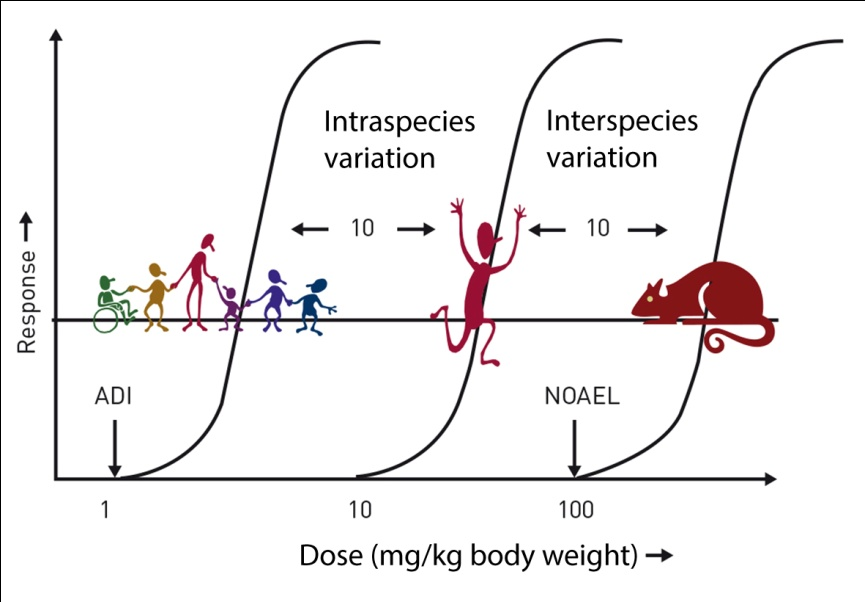 Intraspecies
variation
Interspecies
variation
10
10
Response
ADI
NOAEL
1
10
100
Dose (mg/kg body weight)